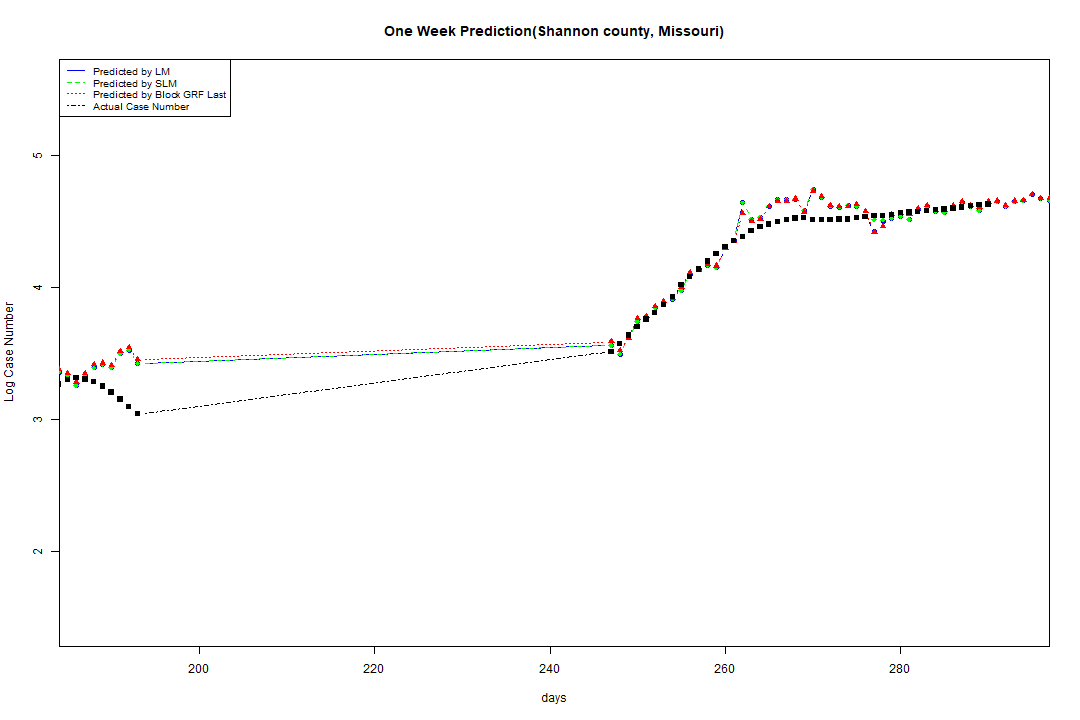 One Week Prediction(Shannon county, Missouri)
Predicted by LM
Predicted by SLM
Predicted by Block GRF Last
Actual Case Number
5
4
3
2
Log Case Number
200 220 240 260 280
days